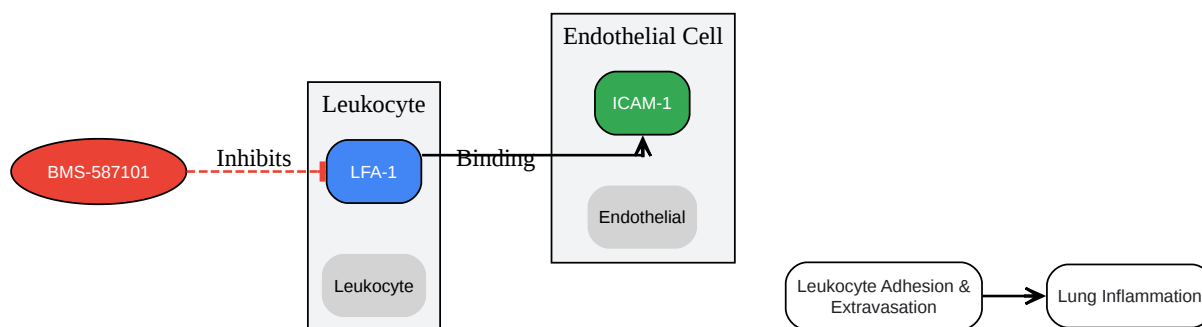 Endothelial Cell
Leukocyte
ICAM-1
BMS-587101
Inhibits
LFA-1
Binding
Endothelial
Leukocyte
Leukocyte Adhesion &
Extravasation
Lung Inflammation